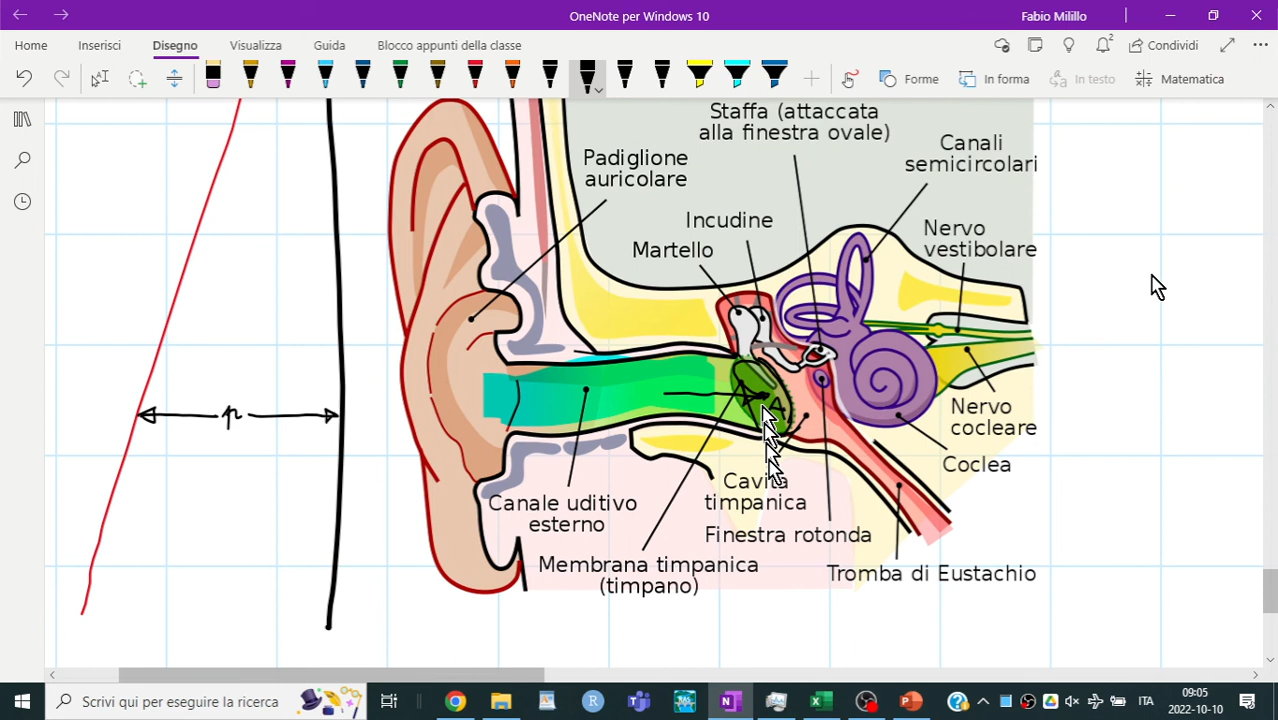 OneNote per Windows 10
Fabio Milillo
Home Inserisci Disegno Visualizza Guida Blocco appunti della classe
2
Condividi
Forme
In forma
In testo
Matematica
Staffa (attaccata
alla finestra ovale)
Canali
semicircolari
Padiglione
auricolare
Incudine
Nervo
vestibolare
Martello
Nervo
cocleare
Coclea
Cavità
timpanica
Canale uditivo
esterno
Finestra rotonda
Membrana timpanica
(timpano)
Tromba di Eustachio
Scrivi qui per eseguire la ricerca
ITA
09:05
2022-10-10